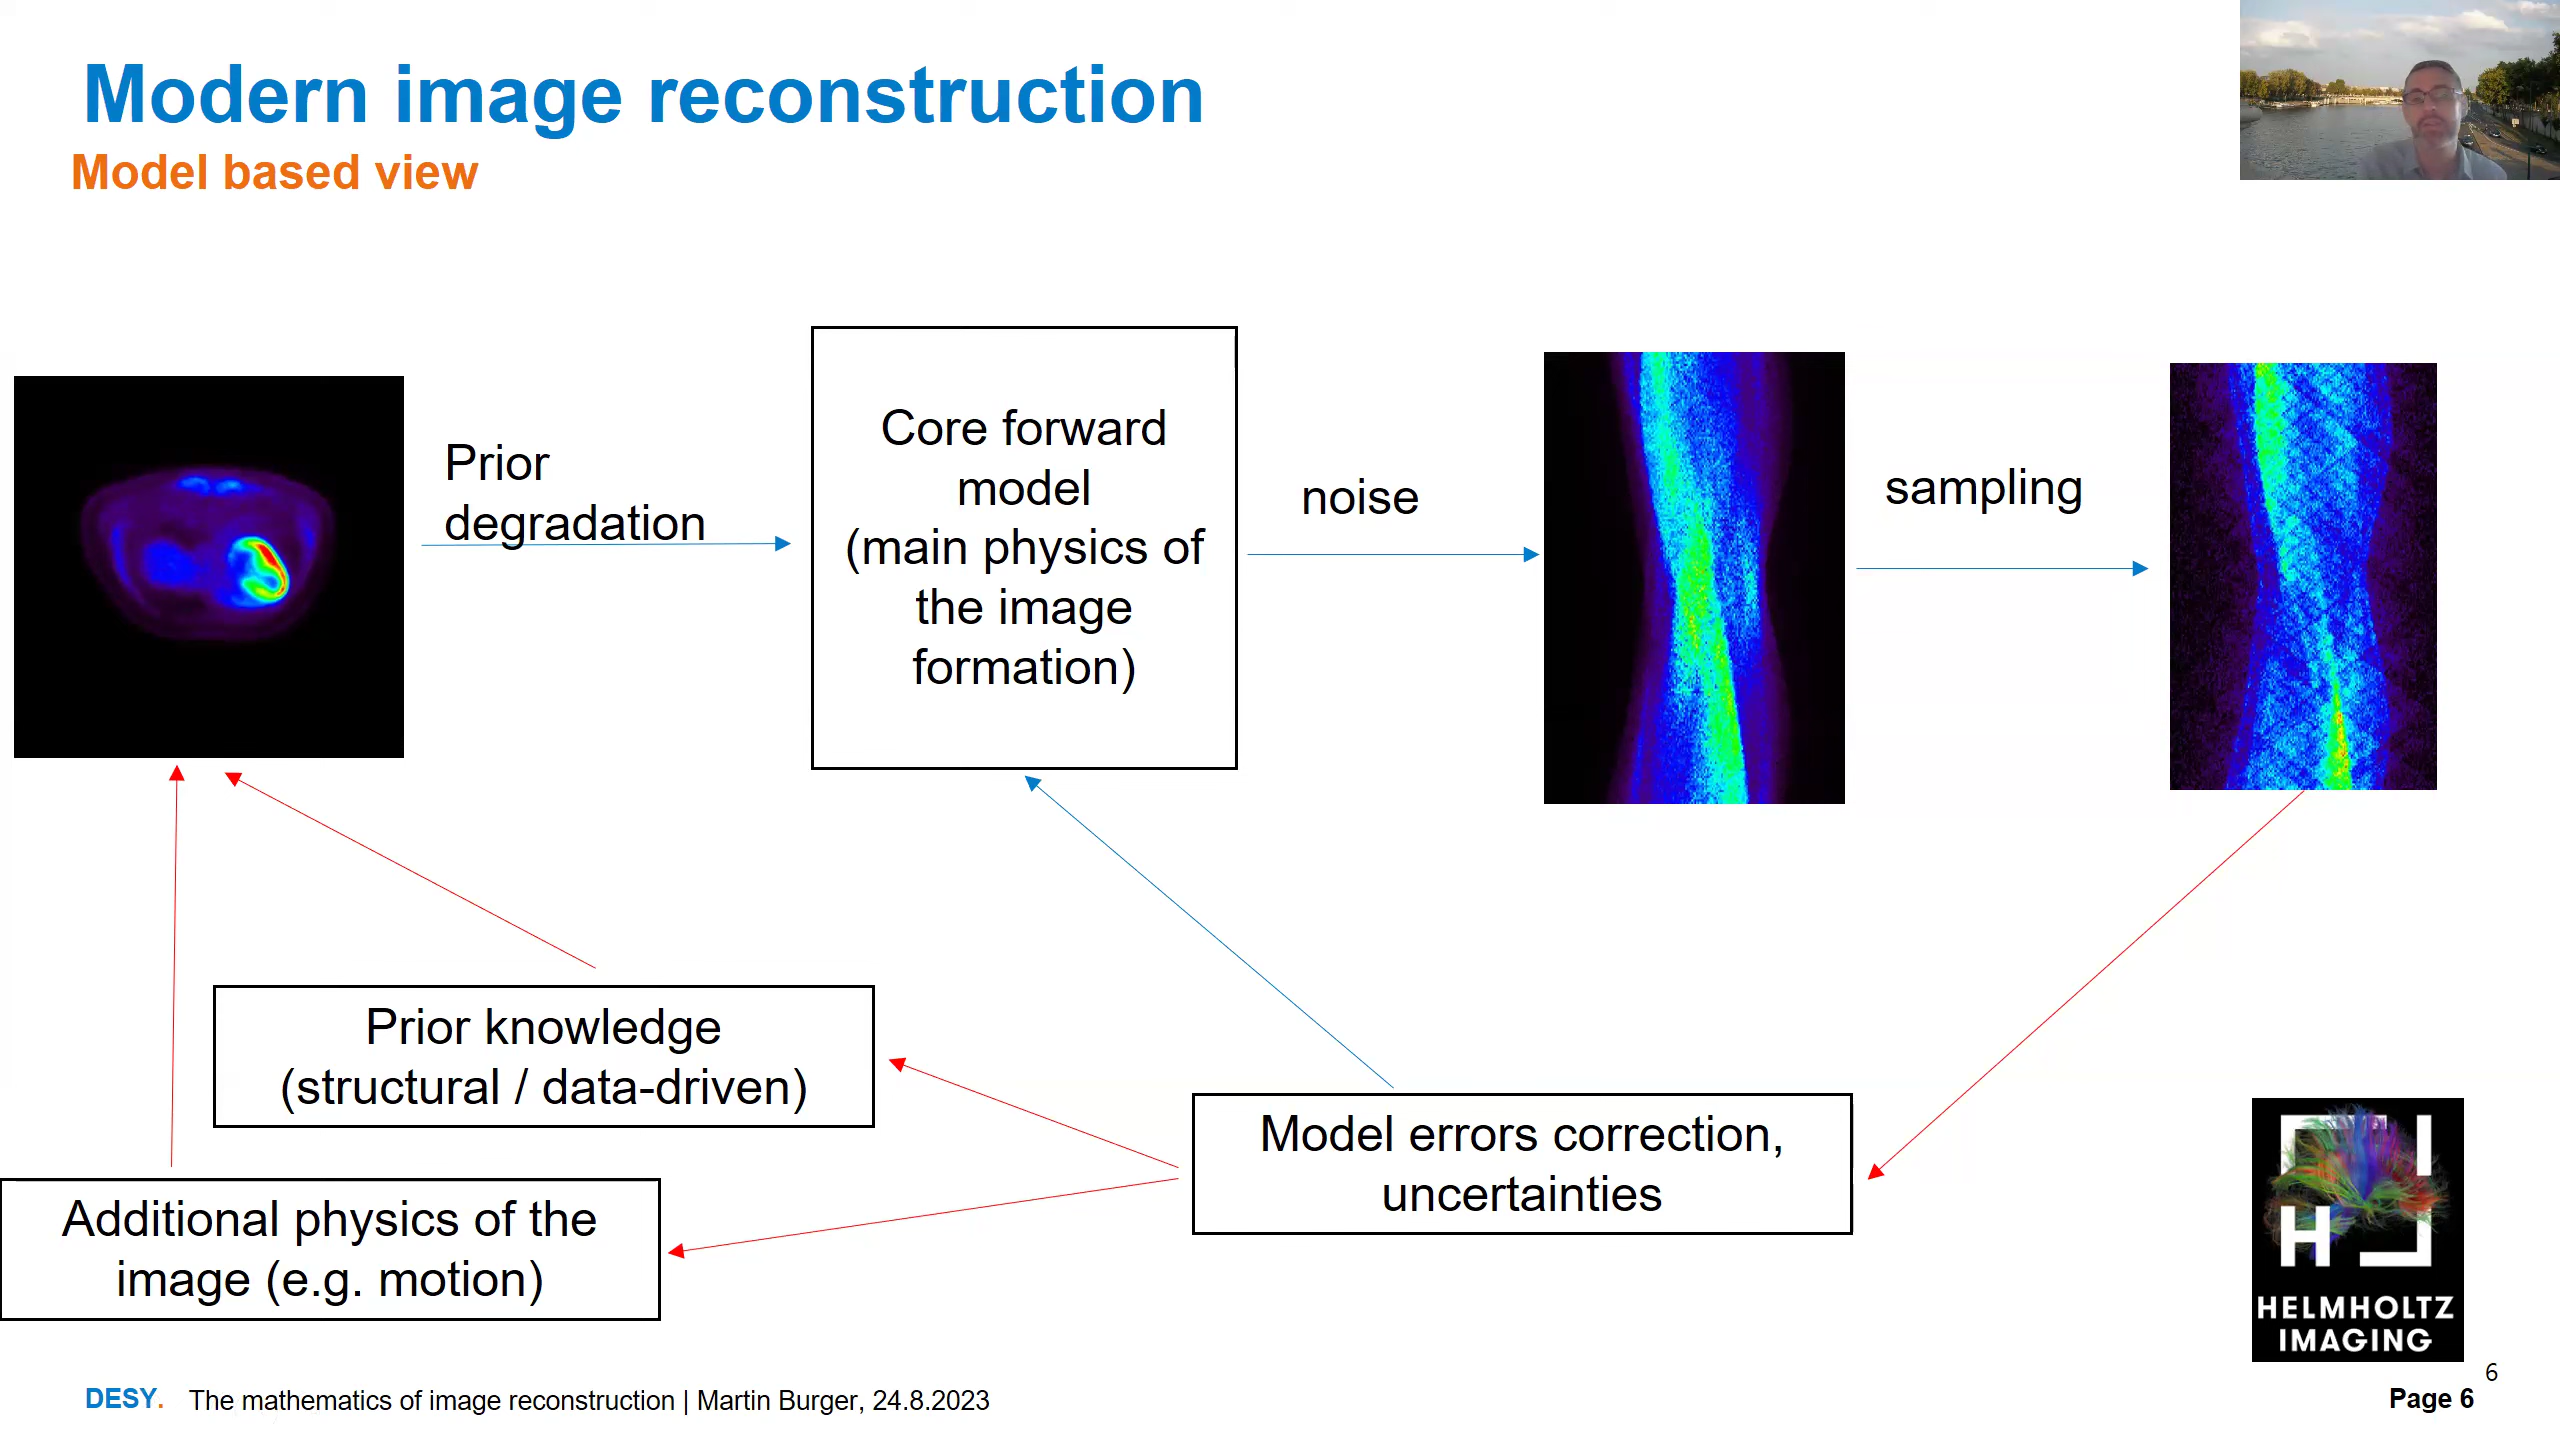 Modern image reconstruction
Model based view
Prior
degradation
Core forward
model
(main physics of
the image
formation)
noise
sampling
Prior knowledge
(structural / data-driven)
Model errors correction,
uncertainties
Additional physics of the
image (e.g. motion)
H
HELMHOLTZ
IMAGING
6
DESY. The mathematics of image reconstruction | Martin Burger, 24.8.2023
Page 6